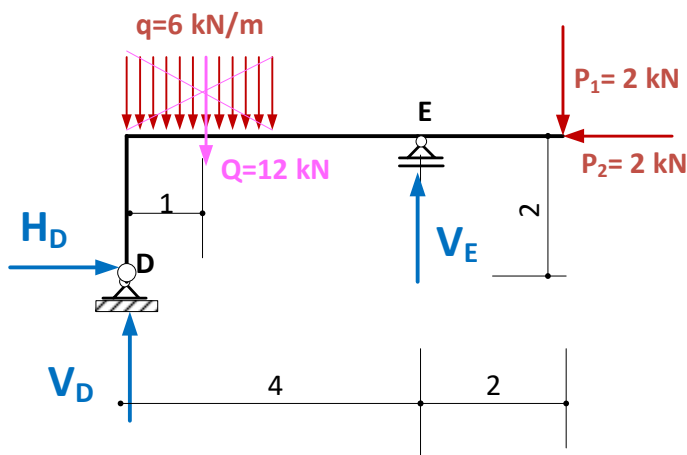 q=6 kN/m
P₁= 2 kN
E
P₂= 2 kN
Q=12 kN
1
2
H_D
D
V_E
V_D
4
2